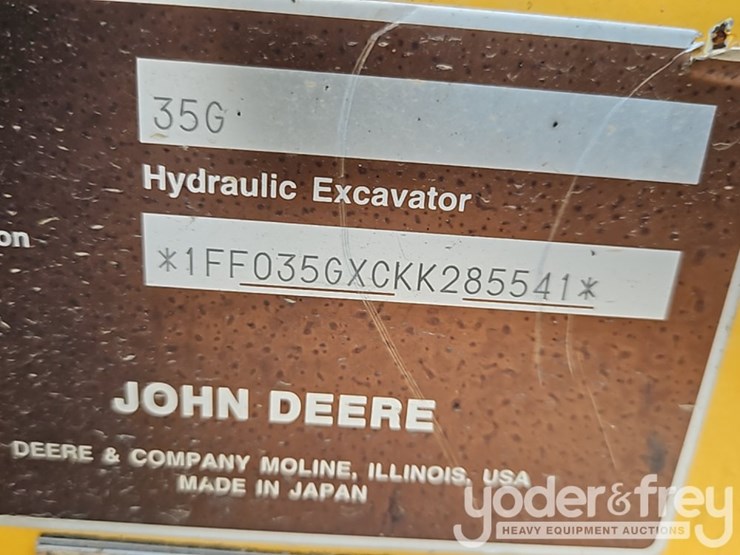 35G
Hydraulic Excavator
on
*1FF035GXCKK285541*
JOHN DEERE
DEERE & COMPANY MOLINE, ILLINOIS, USA
MADE IN JAPAN
yoder&frey
HEAVY EQUIPMENT AUCTIONS